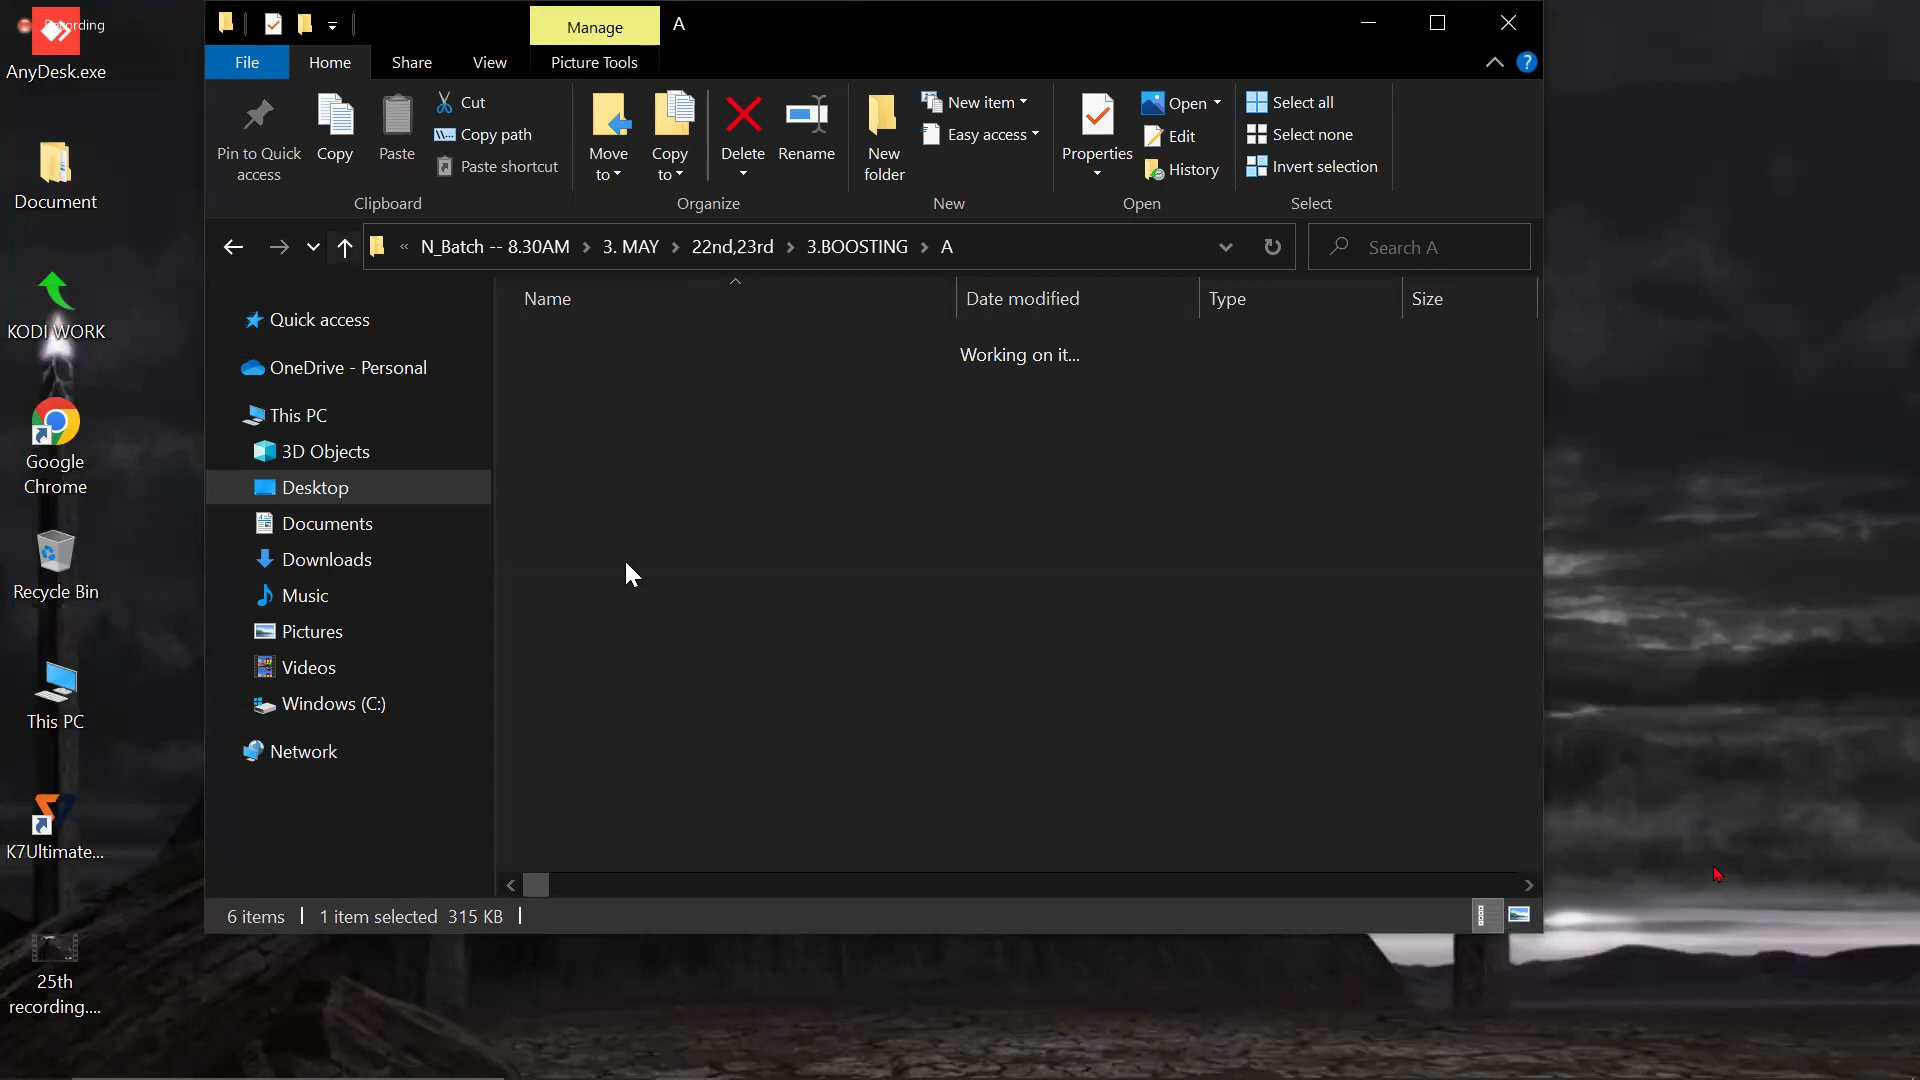 Recording
AnyDesk.exe
Document
KODI WORK
Google
Chrome
Recycle Bin
This PC
K7Ultimate...
25th
recording....
Manage
A
File
Home
Share
View
Picture Tools
Pin to Quick
access
Copy
Paste
Cut
Copy path
Paste shortcut
Clipboard
Move
to
Copy
to
Delete
Rename
Organize
New
folder
New item
Easy access
New
Properties
Open
Edit
History
Open
Select all
Select none
Invert selection
Select
« N_Batch -- 8.30AM > 3. MAY > 22nd,23rd > 3.BOOSTING > A
Search A
Name
Date modified
Type
Size
Working on it...
Quick access
OneDrive - Personal
This PC
3D Objects
Desktop
Documents
Downloads
Music
Pictures
Videos
Windows (C:)
Network
6 items
1 item selected 315 KB